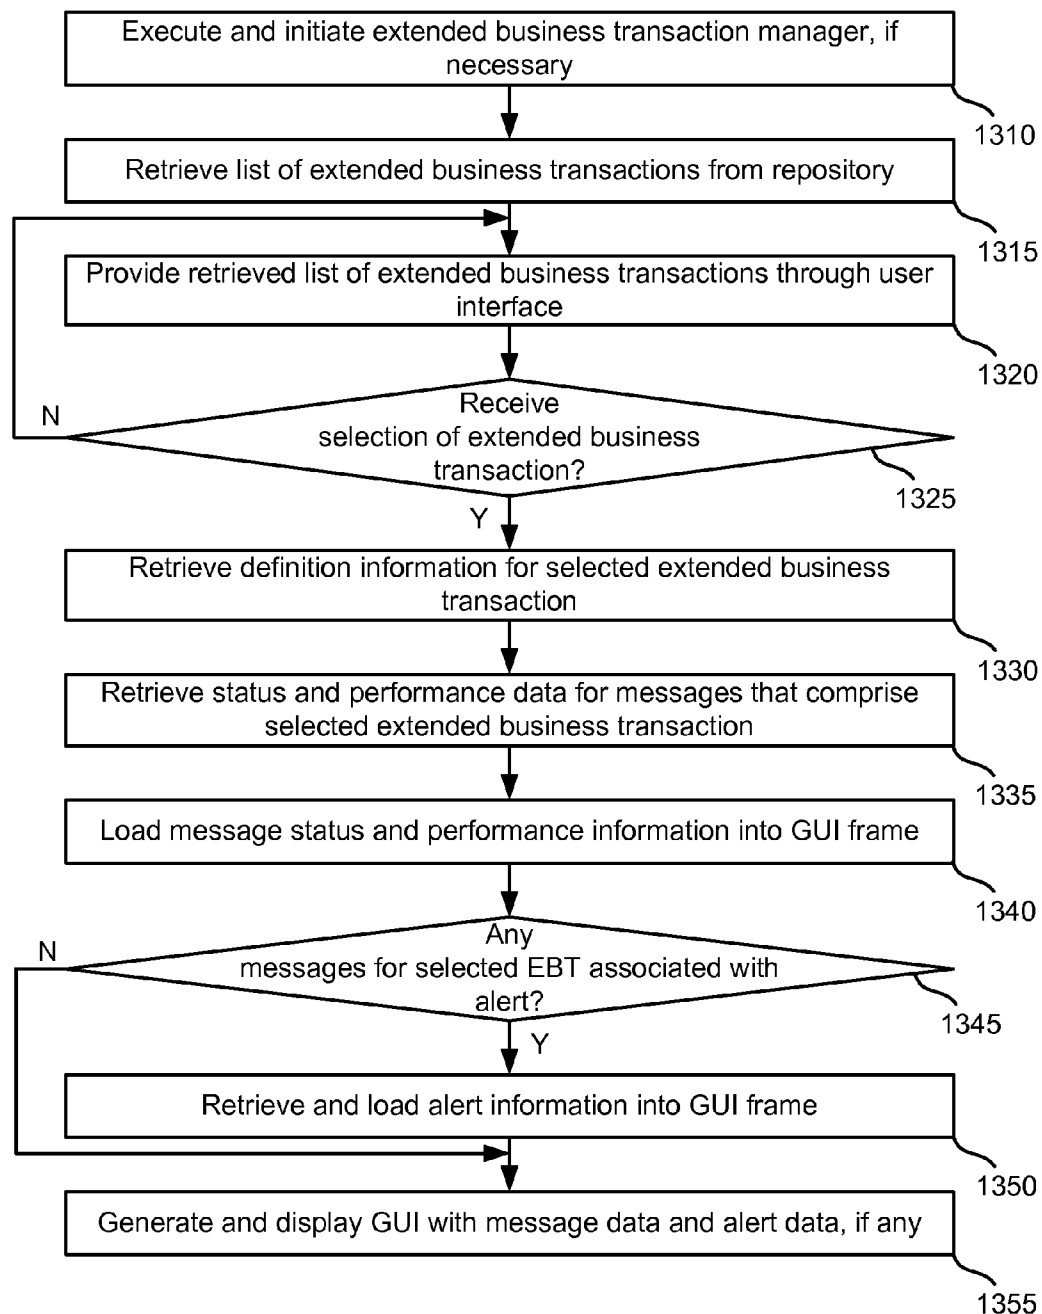 Execute and initiate extended business transaction manager, if
necessary
1310
Retrieve list of extended business transactions from repository
1315
Provide retrieved list of extended business transactions through user
interface
1320
N
Receive
selection of extended business
transaction?
1325
Y
Retrieve definition information for selected extended business
transaction
1330
Retrieve status and performance data for messages that comprise
selected extended business transaction
1335
Load message status and performance information into GUI frame
1340
N
Any
messages for selected EBT associated with
alert?
1345
Y
Retrieve and load alert information into GUI frame
1350
Generate and display GUI with message data and alert data, if any
1355